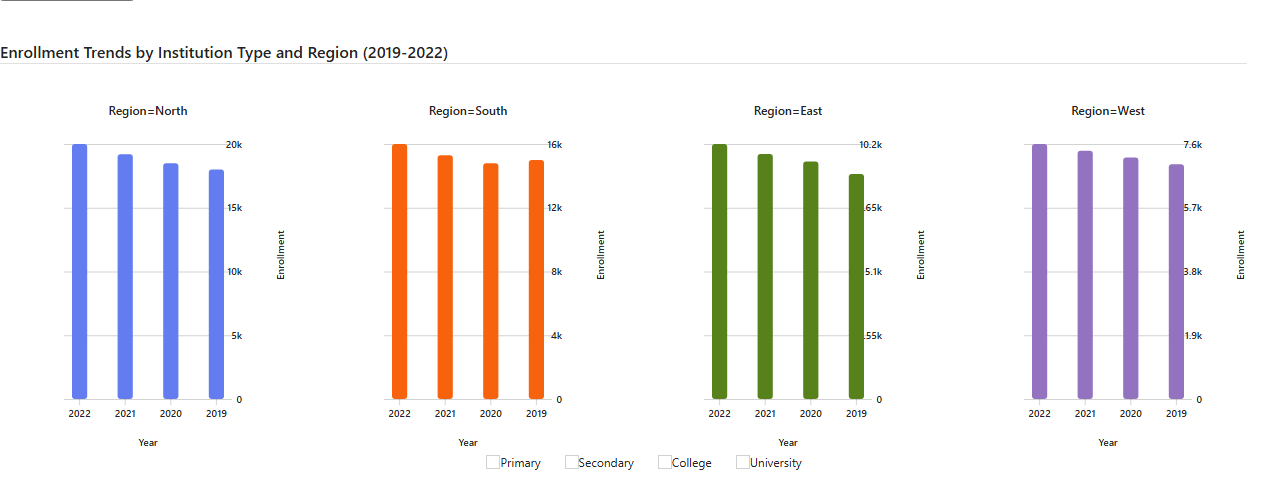 Enrollment Trends by Institution Type and Region (2019-2022)
Region=North
20k
15k
10k
5k
0
Enrollment
2022 2021 2020 2019
Year
Region=South
16k
12k
8k
4k
0
Enrollment
2022 2021 2020 2019
Year
Region=East
10.2k
.65k
5.1k
.55k
0
Enrollment
2022 2021 2020 2019
Year
Region=West
7.6k
5.7k
3.8k
1.9k
0
Enrollment
2022 2021 2020 2019
Year
Primary Secondary College University